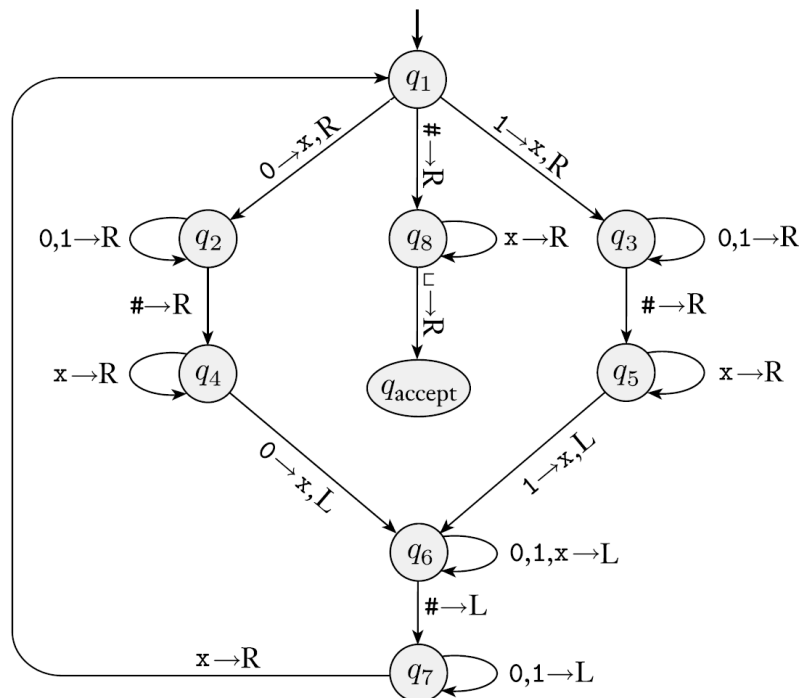 q₁
0→x,R
#→R
1→x,R
0,1→R
q₂
q₈
x→R
q₃
0,1→R
#→R
␣→R
#→R
x→R
q₄
q_accept
q₅
x→R
0→x,L
1→x,L
q₆
0,1,x→L
#→L
x→R
q₇
0,1→L